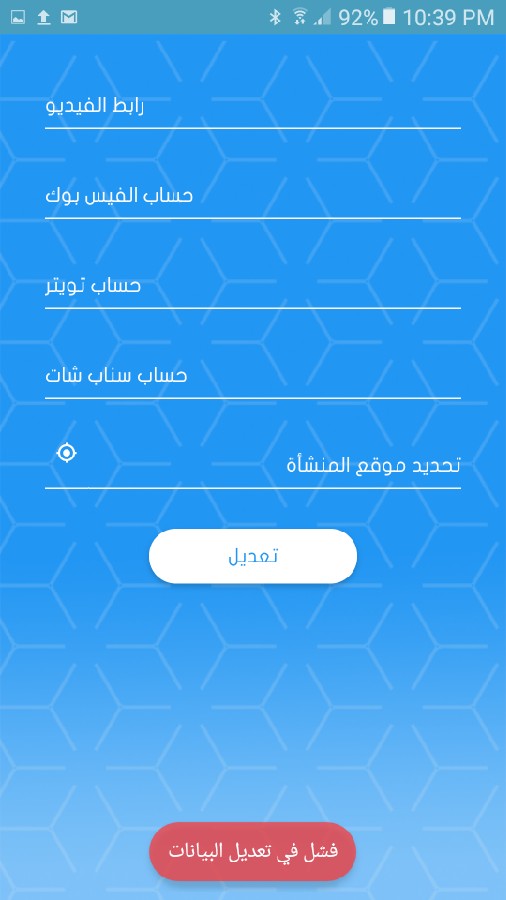 92% 10:39 PM
رابط الفيديو
حساب الفيس بوك
حساب تويتر
حساب سناب شات
تحديد موقع المنشأة
تعديل
فشل في تعديل البيانات